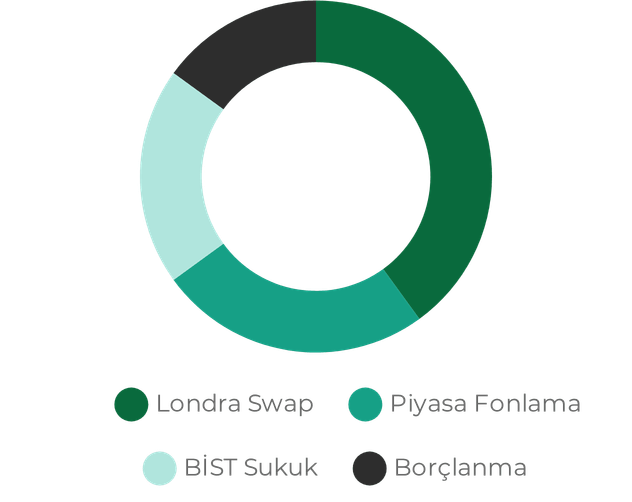 Londra Swap Piyasa Fonlama
BİST Sukuk Borçlanma